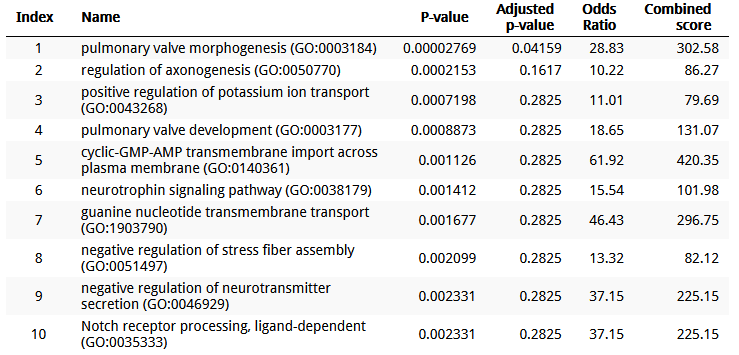 Index Name P-value Adjusted p-value Odds Ratio Combined score
1 pulmonary valve morphogenesis (GO:0003184) 0.00002769 0.04159 28.83 302.58
2 regulation of axonogenesis (GO:0050770) 0.0002153 0.1617 10.22 86.27
3 positive regulation of potassium ion transport (GO:0043268) 0.0007198 0.2825 11.01 79.69
4 pulmonary valve development (GO:0003177) 0.0008873 0.2825 18.65 131.07
5 cyclic-GMP-AMP transmembrane import across plasma membrane (GO:0140361) 0.001126 0.2825 61.92 420.35
6 neurotrophin signaling pathway (GO:0038179) 0.001412 0.2825 15.54 101.98
7 guanine nucleotide transmembrane transport (GO:1903790) 0.001677 0.2825 46.43 296.75
8 negative regulation of stress fiber assembly (GO:0051497) 0.002099 0.2825 13.32 82.12
9 negative regulation of neurotransmitter secretion (GO:0046929) 0.002331 0.2825 37.15 225.15
10 Notch receptor processing, ligand-dependent (GO:0035333) 0.002331 0.2825 37.15 225.15